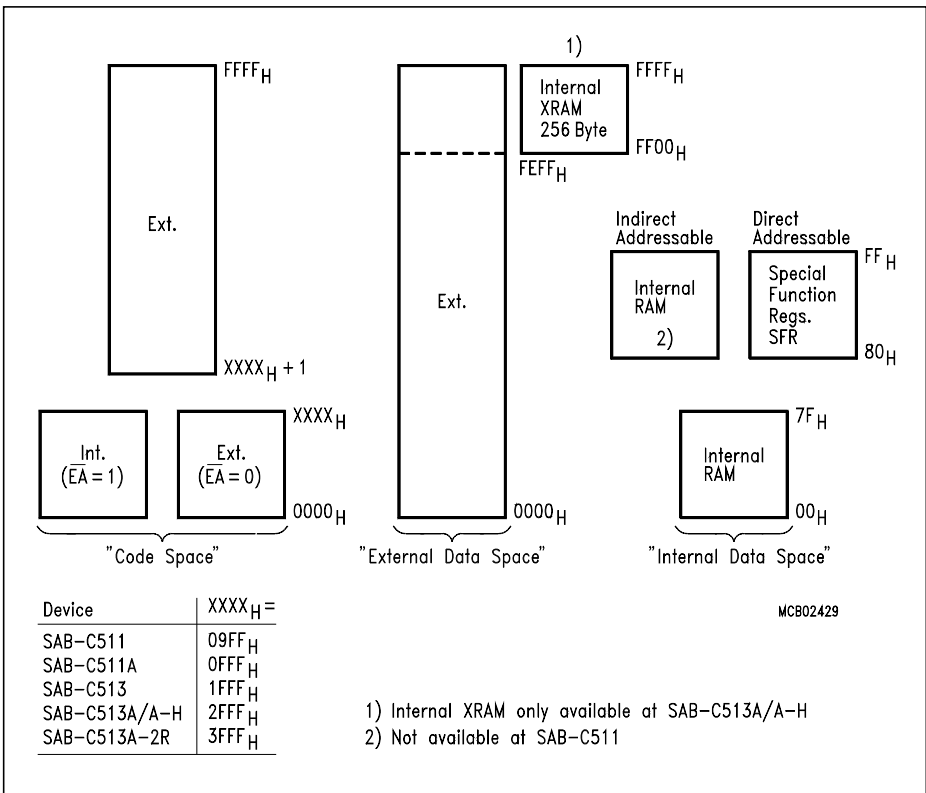 1)
FFFFH
FFFFH
Internal
XRAM
256 Byte
FF00H
FEFFH
Ext.
Ext.
Indirect
Addressable
Direct
Addressable
FFH
Internal
RAM
2)
Special
Function
Regs.
SFR
80H
XXXXH + 1
XXXXH
7FH
Int.
(EA = 1)
Ext.
(EA = 0)
Internal
RAM
0000H
0000H
00H
"Code Space"
"External Data Space"
"Internal Data Space"
MCB02429
Device XXXXH =
SAB-C511 09FFH
SAB-C511A 0FFFH
SAB-C513 1FFFH
SAB-C513A/A-H 2FFFH
SAB-C513A-2R 3FFFH
1) Internal XRAM only available at SAB-C513A/A-H
2) Not available at SAB-C511